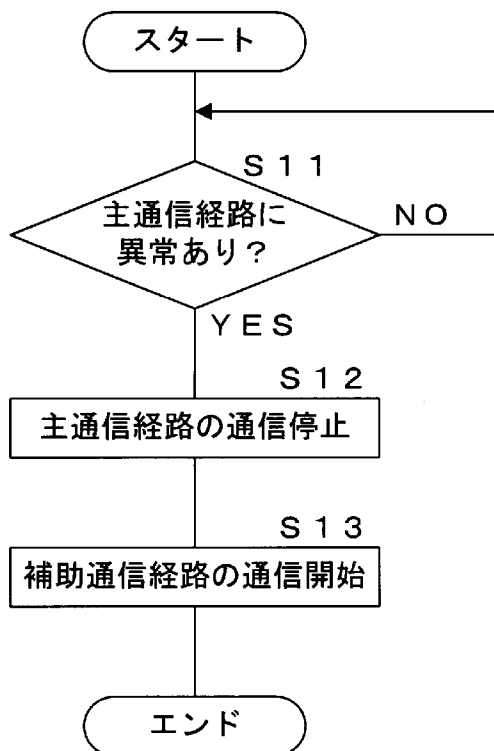 スタート
S11
主通信経路に
異常あり？
NO
YES
S12
主通信経路の通信停止
S13
補助通信経路の通信開始
エンド